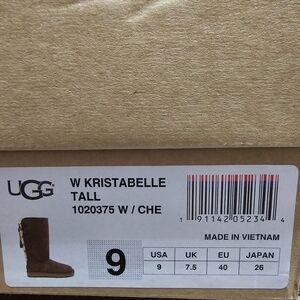 UGG
W KRISTABELLE
TALL
1020375 W / CHE
1 91142 05234 4
MADE IN VIETNAM
9
USA UK EU JAPAN
9 7.5 40 26